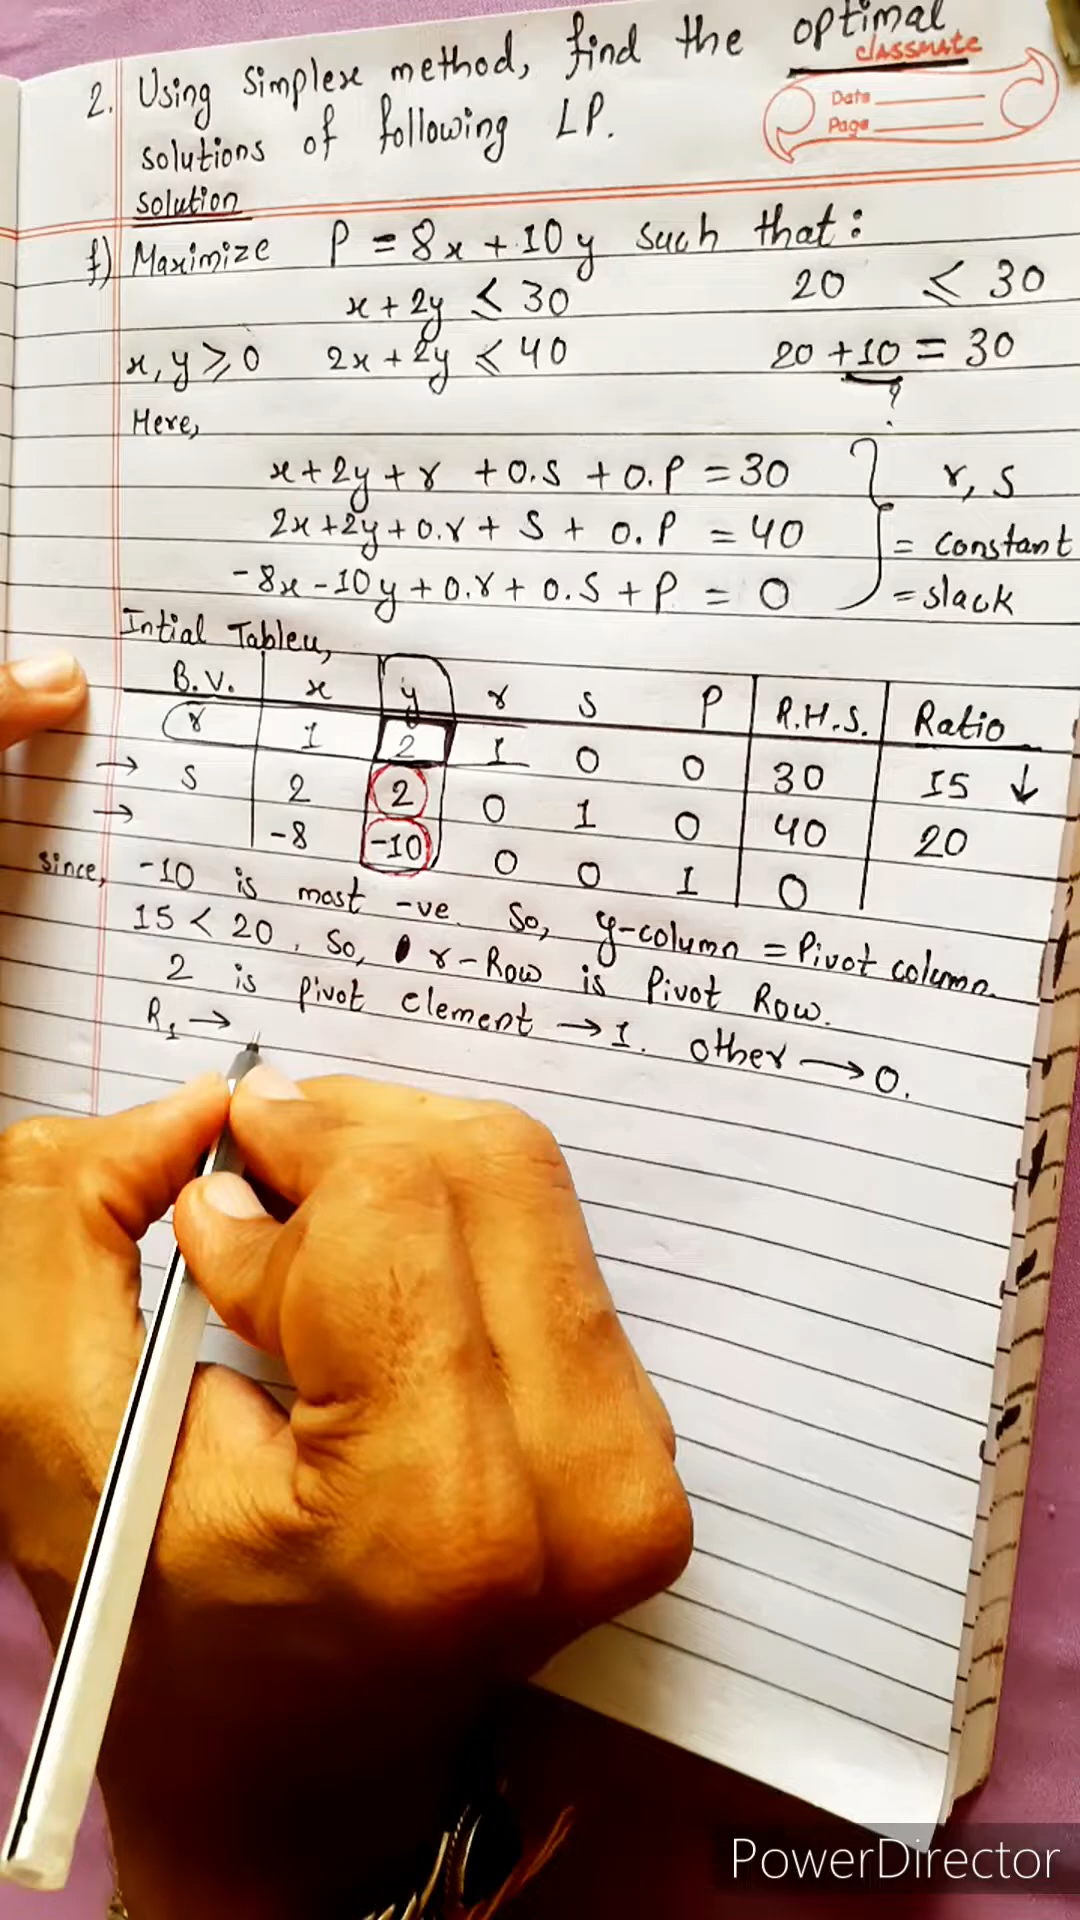 2. Using Simplex method, find the optimal
classmate
Date
Page
solutions of following LP.
solution
f) Maximize P = 8x + 10y such that:
x + 2y ≤ 30 20 ≤ 30
x, y ≥ 0 2x + 2y ≤ 40 20 + 10 = 30
?
Here,
x + 2y + r + 0.S + 0.P = 30 r, s
2x + 2y + 0.r + S + 0.P = 40 = constant
-8x - 10y + 0.r + 0.S + P = 0 = slack
Intial Tableu,
B.V. x y r S P R.H.S. Ratio
r 1 2 1 0 0 30 15 ↓
→ S 2 2 0 1 0 40 20
→ -8 -10 0 0 1 0
Since, -10 is most -ve. So, y-column = Pivot column.
15 < 20, So, r-Row is Pivot Row.
2 is pivot element → 1. other → 0.
R₁ →
PowerDirector